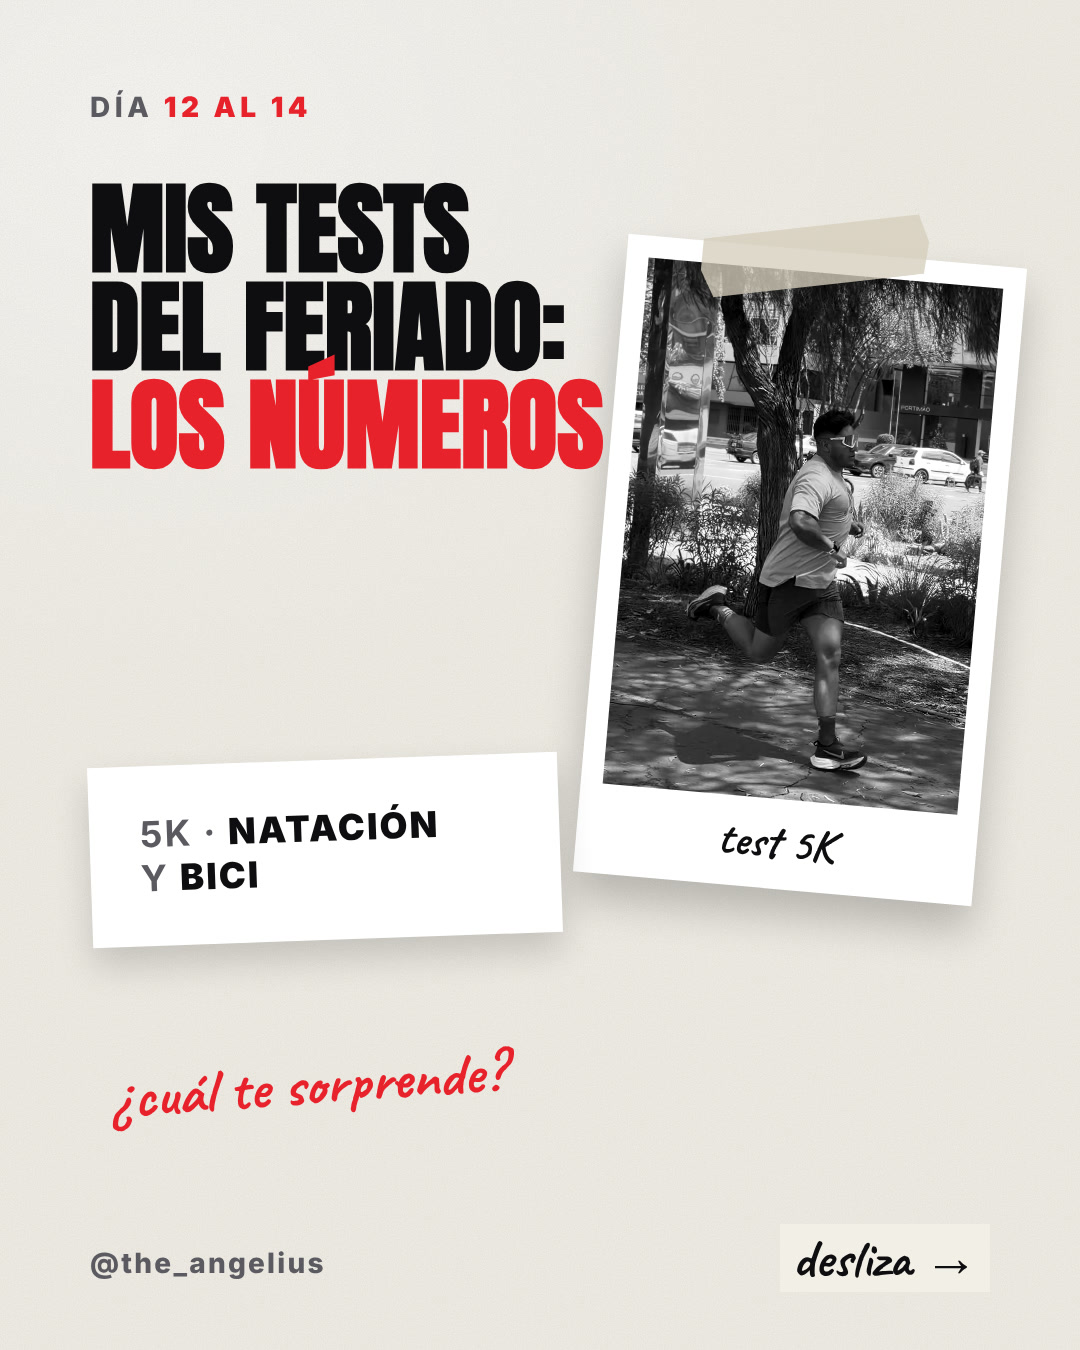 DÍA 12 AL 14
MIS TESTS
DEL FERIADO:
LOS NÚMEROS
PORTIMAO
test 5K
5K · NATACIÓN
Y BICI
¿cuál te sorprende?
@the_angelius
desliza →